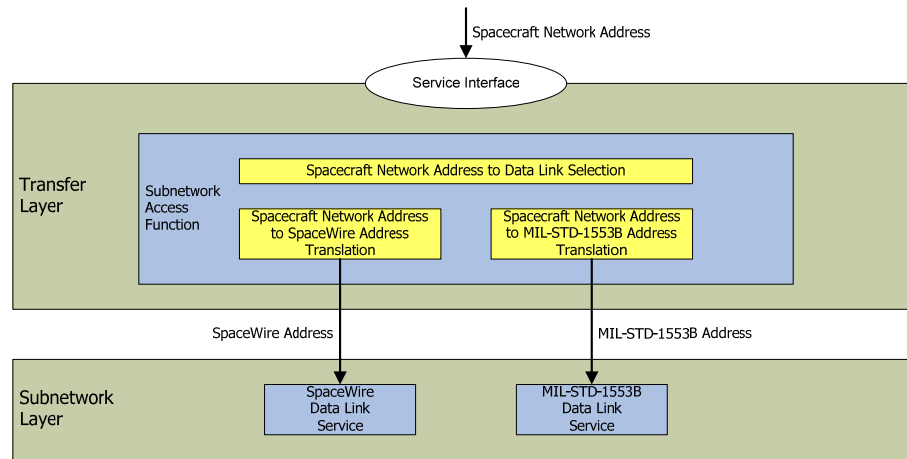 Spacecraft Network Address
Service Interface
Transfer
Layer
Subnetwork
Access
Function
Spacecraft Network Address to Data Link Selection
Spacecraft Network Address
to SpaceWire Address
Translation
Spacecraft Network Address
to MIL-STD-1553B Address
Translation
SpaceWire Address
MIL-STD-1553B Address
Subnetwork
Layer
SpaceWire
Data Link
Service
MIL-STD-1553B
Data Link
Service